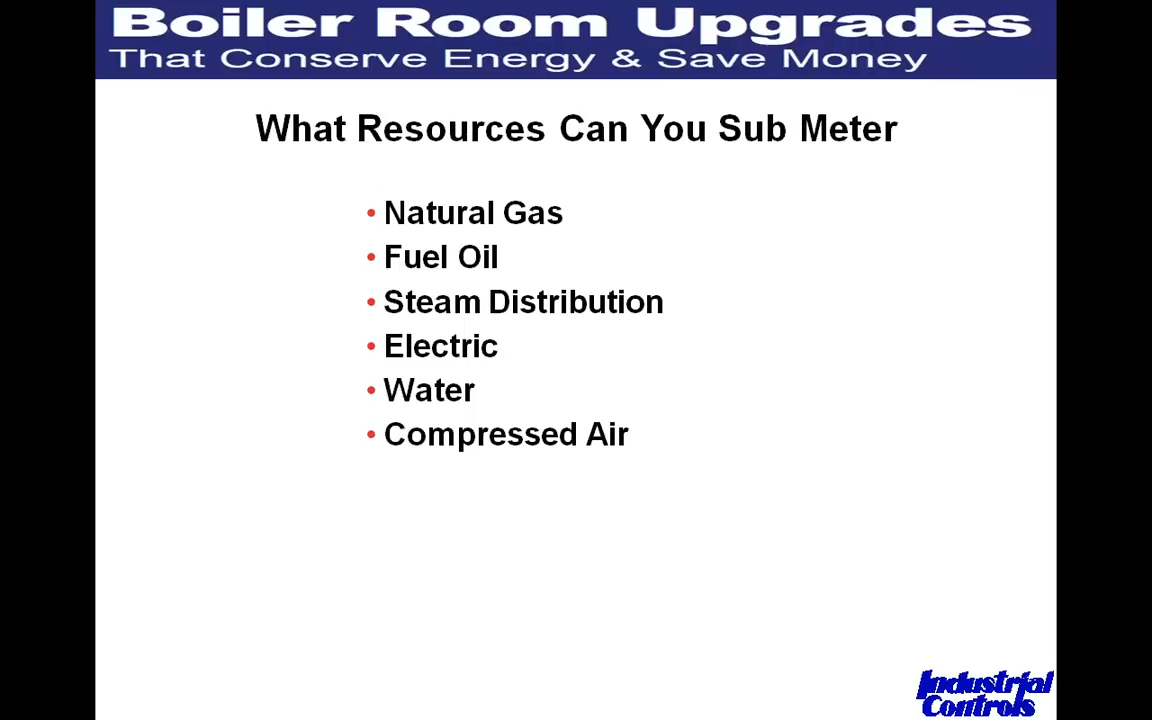 Boiler Room Upgrades
That Conserve Energy & Save Money
What Resources Can You Sub Meter
• Natural Gas
• Fuel Oil
• Steam Distribution
• Electric
• Water
• Compressed Air
Industrial
Controls